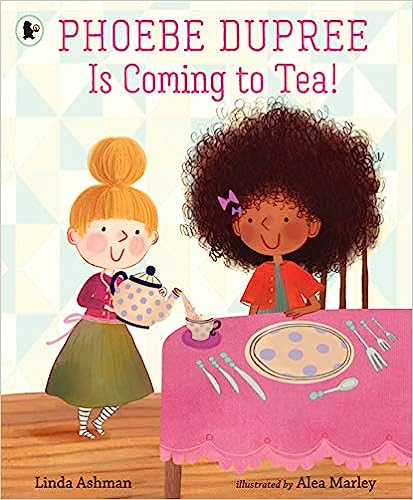 PHOEBE DUPREE
Is Coming to Tea!
Linda Ashman
illustrated by Alea Marley